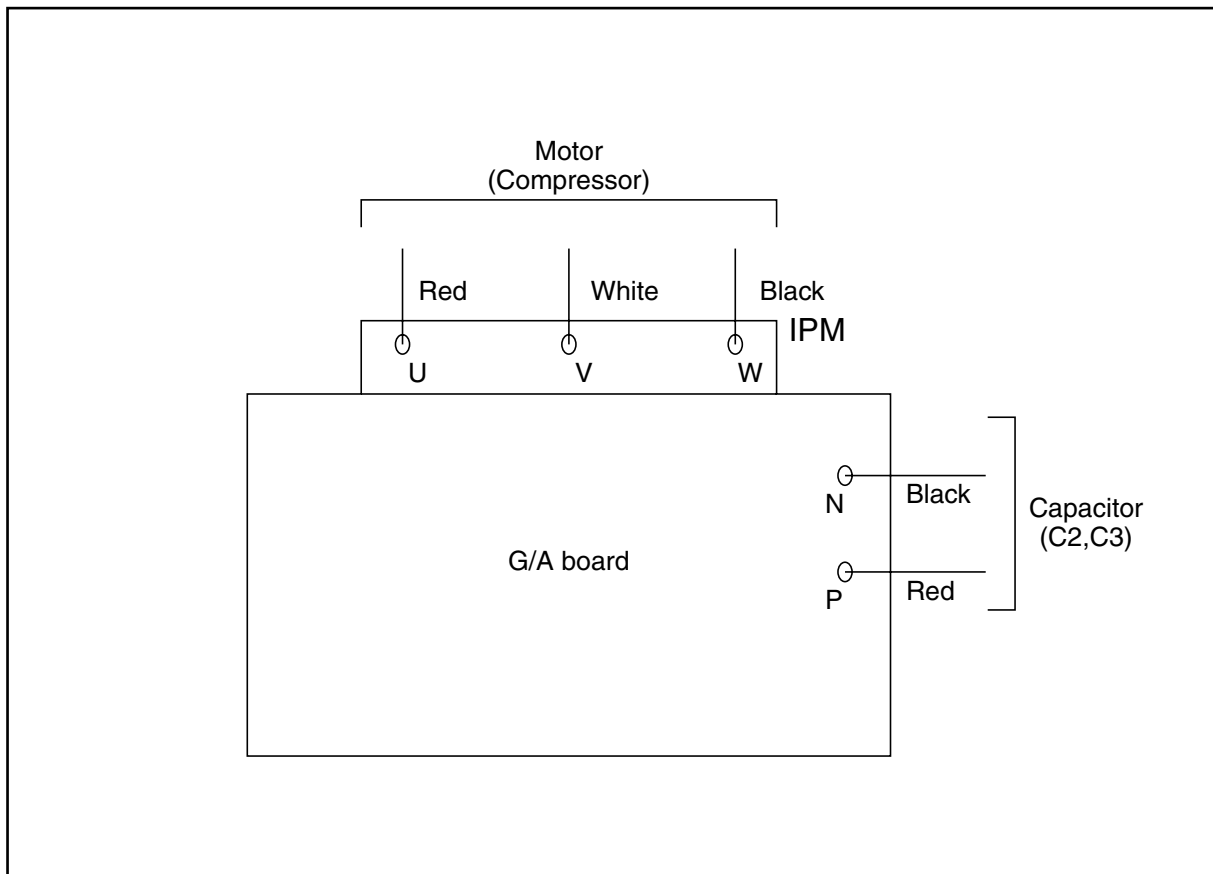 Motor
(Compressor)
Red
White
Black
IPM
U
V
W
N
Black
Capacitor
(C2,C3)
G/A board
P
Red